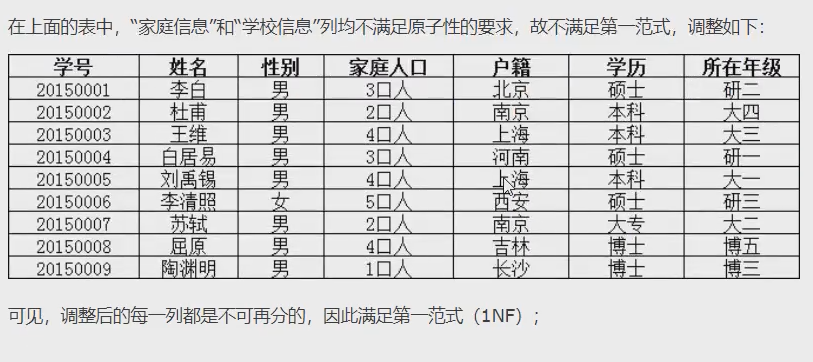 在上面的表中，“家庭信息”和“学校信息”列均不满足原子性的要求，故不满足第一范式，调整如下：
学号 姓名 性别 家庭人口 户籍 学历 所在年级
20150001 李白 男 3口人 北京 硕士 研二
20150002 杜甫 男 2口人 南京 本科 大四
20150003 王维 男 4口人 上海 本科 大三
20150004 白居易 男 3口人 河南 硕士 研一
20150005 刘禹锡 男 4口人 上海 本科 大一
20150006 李清照 女 5口人 西安 硕士 研三
20150007 苏轼 男 2口人 南京 大专 大二
20150008 屈原 男 4口人 吉林 博士 博五
20150009 陶渊明 男 1口人 长沙 博士 博三
可见，调整后的每一列都是不可再分的，因此满足第一范式（1NF）；